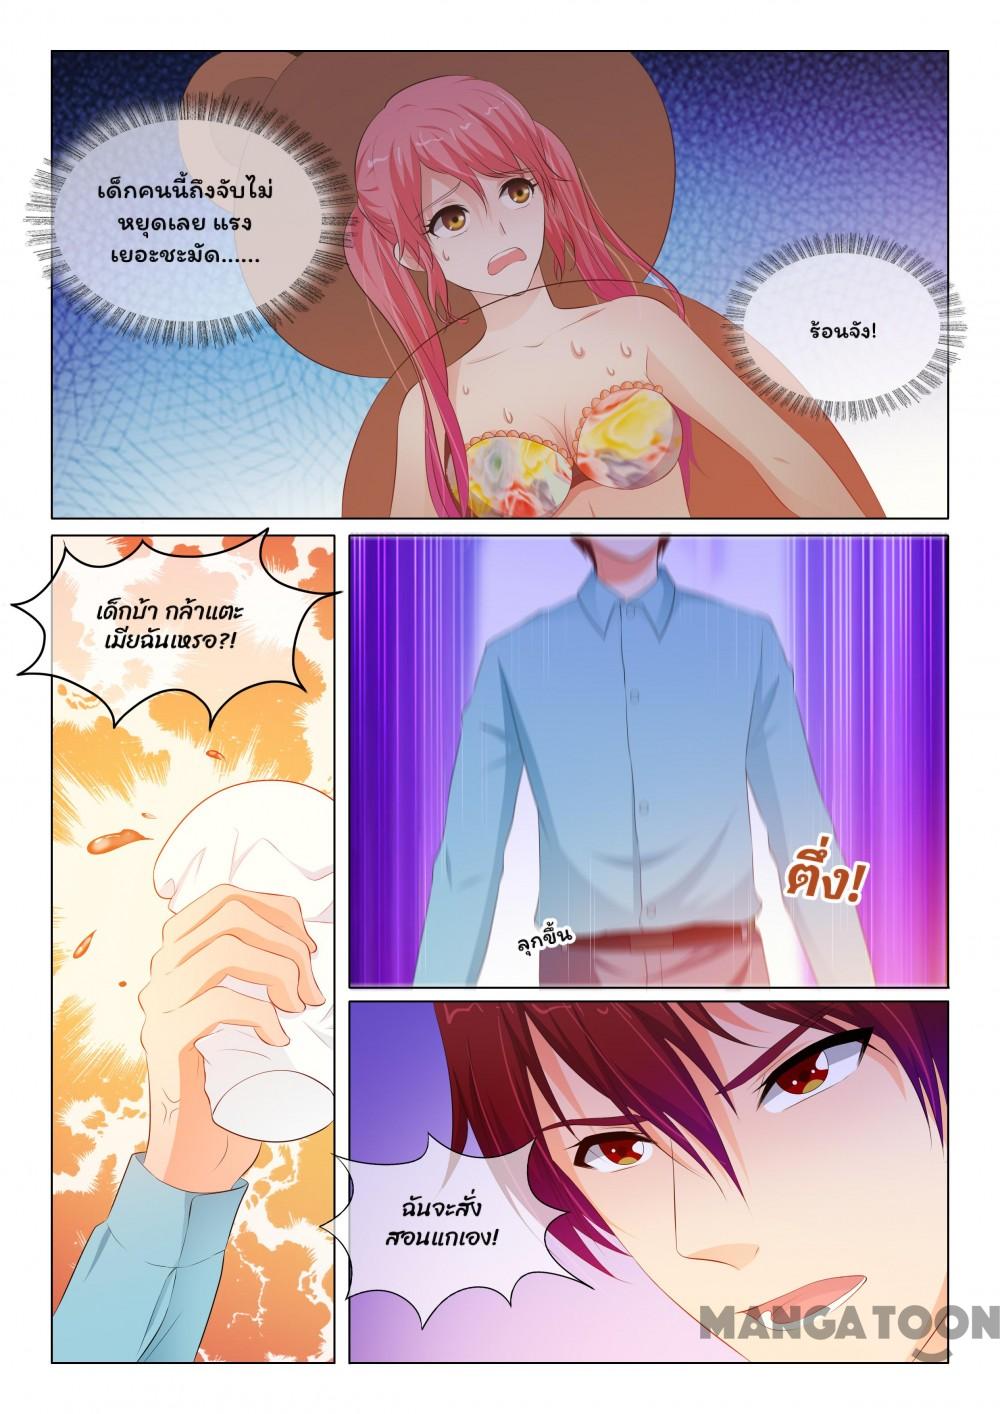 เด็กคนนี้ถึงจับไม่
หยุดเลย แรง
เยอะชะมัด......
ร้อนจัง!
เด็กบ้า กล้าแตะ
เมียฉันเหรอ?!
ตึ่ง!
ลุกขึ้น
ฉันจะสั่ง
สอนแกเอง!
MANGATOON